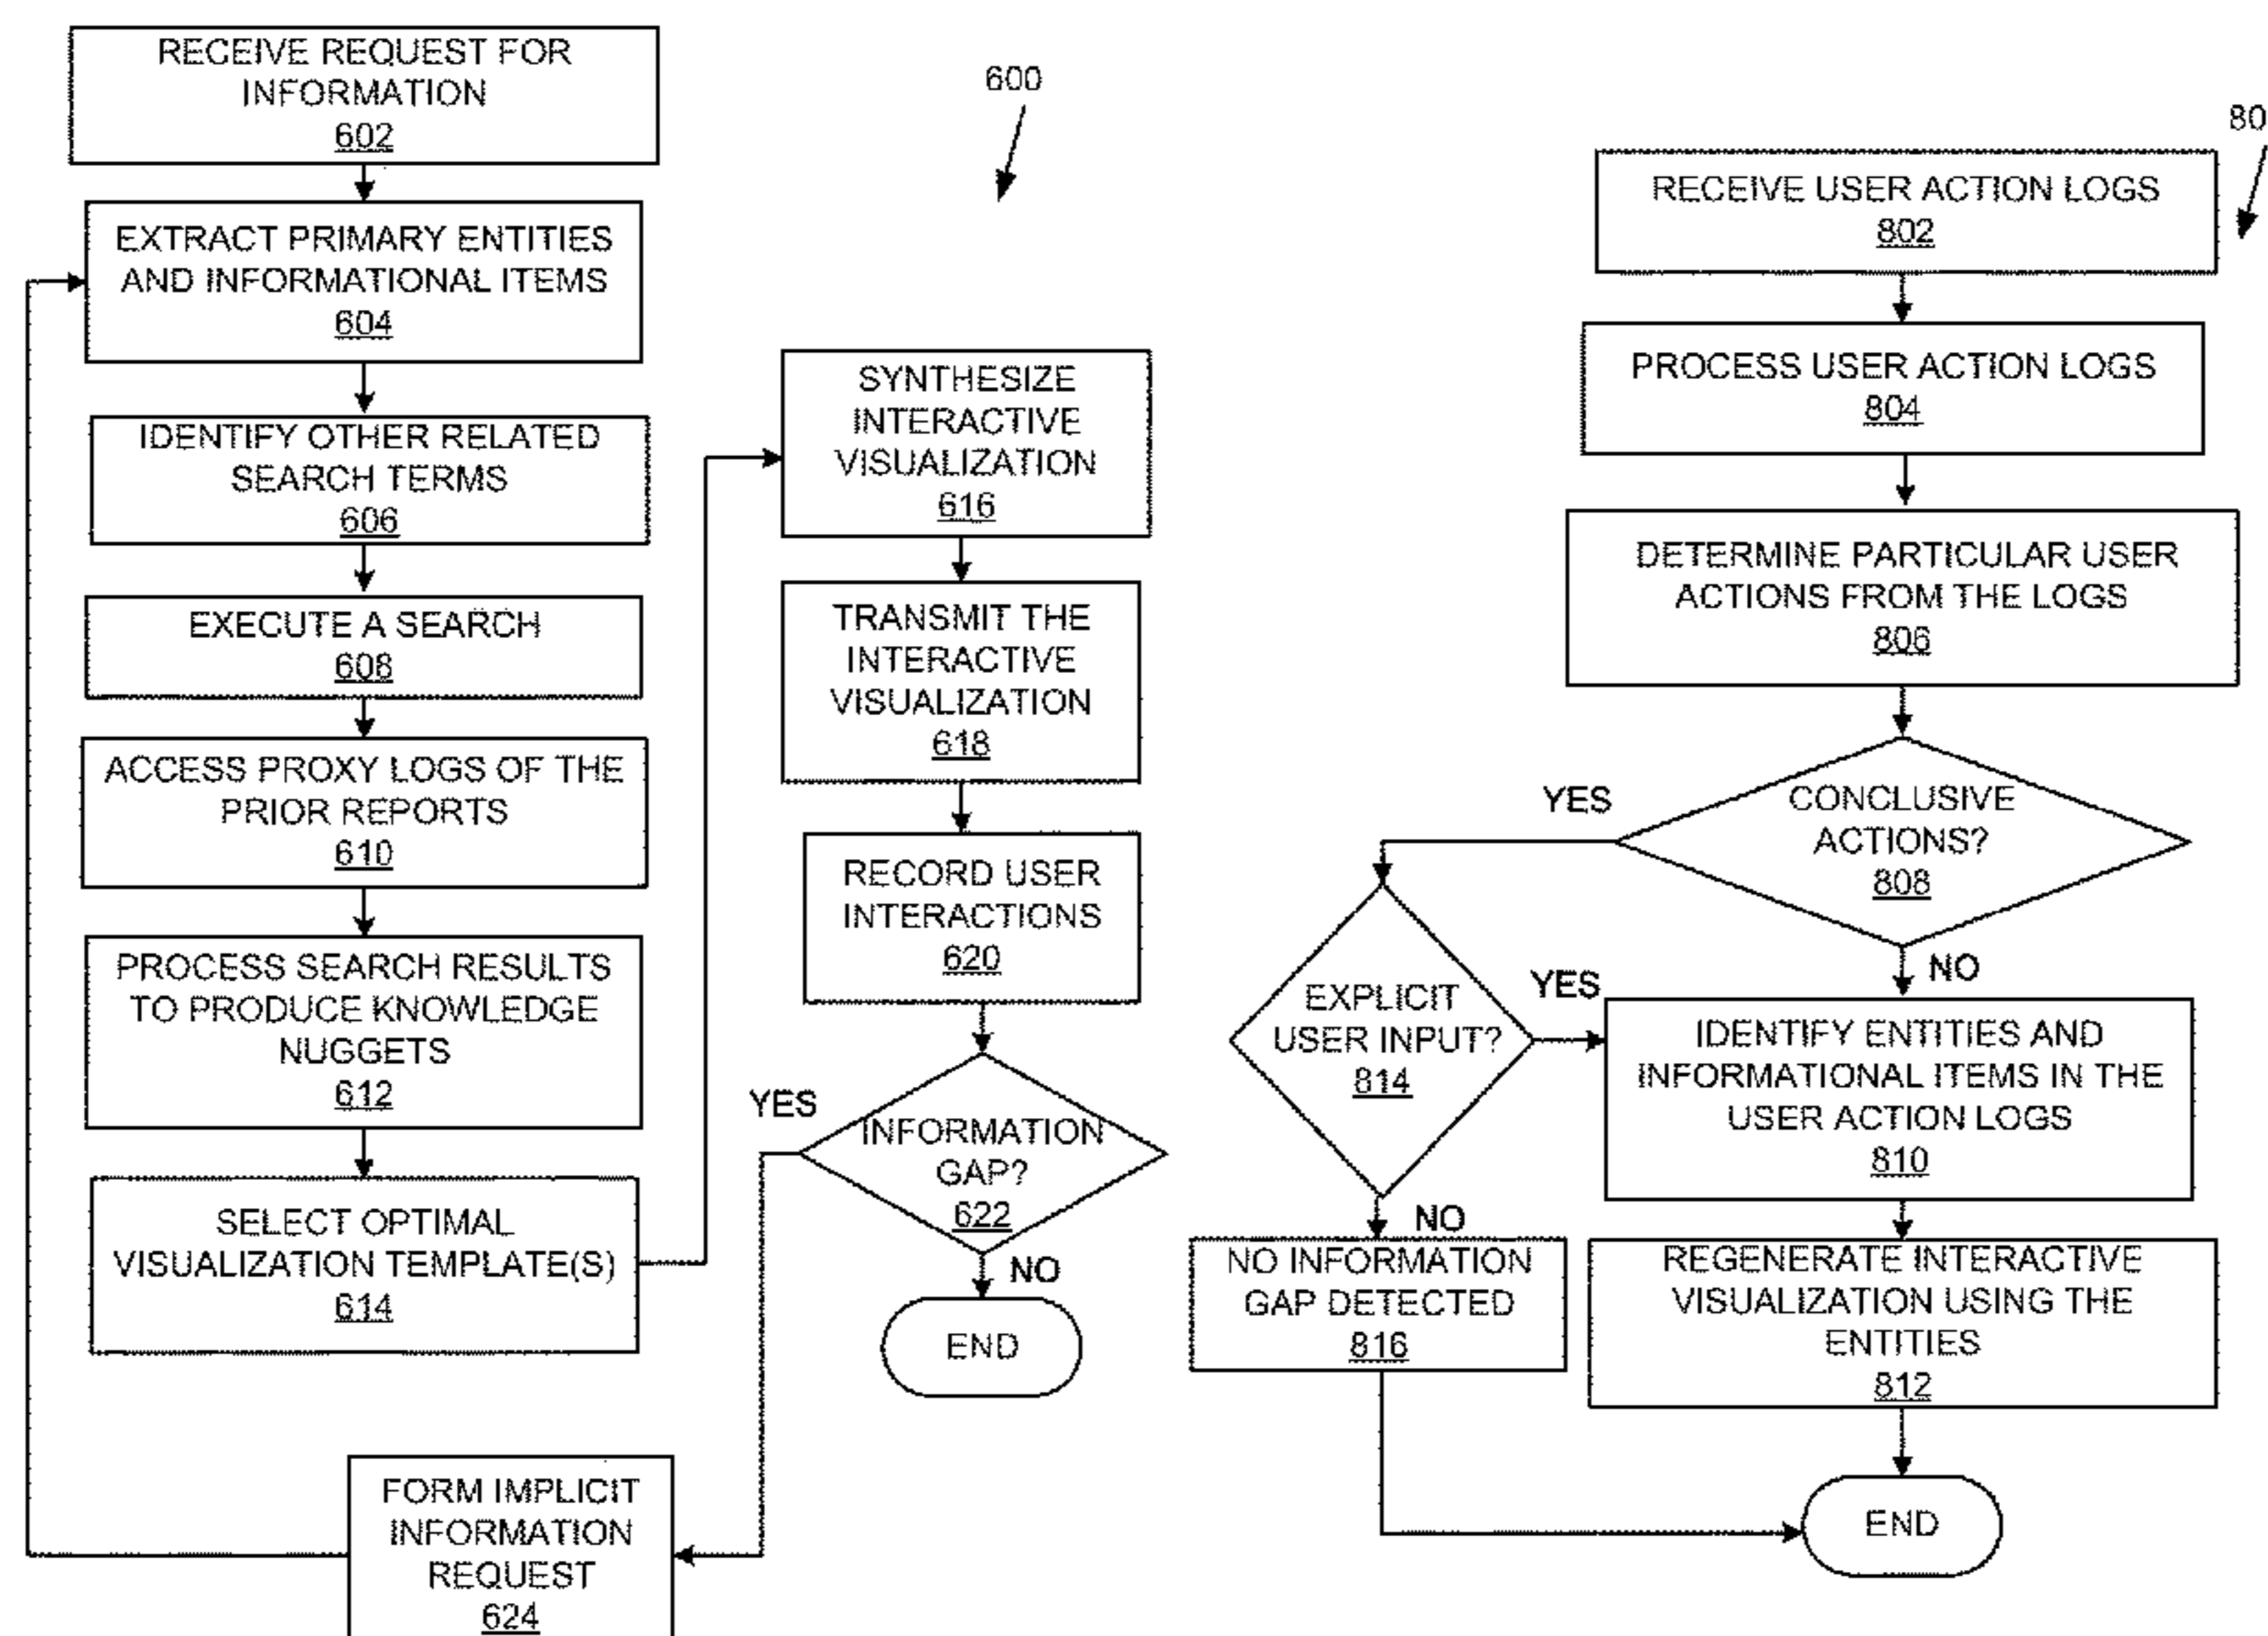 RECEIVE REQUEST FOR
INFORMATION
602
EXTRACT PRIMARY ENTITIES
AND INFORMATIONAL ITEMS
604
IDENTIFY OTHER RELATED
SEARCH TERMS
606
EXECUTE A SEARCH
608
ACCESS PROXY LOGS OF THE
PRIOR REPORTS
610
PROCESS SEARCH RESULTS
TO PRODUCE KNOWLEDGE
NUGGETS
612
SELECT OPTIMAL
VISUALIZATION TEMPLATE(S)
614
600
SYNTHESIZE
INTERACTIVE
VISUALIZATION
616
TRANSMIT THE
INTERACTIVE
VISUALIZATION
618
RECORD USER
INTERACTIONS
620
YES
INFORMATION
GAP?
622
NO
END
FORM IMPLICIT
INFORMATION
REQUEST
624
80
RECEIVE USER ACTION LOGS
802
PROCESS USER ACTION LOGS
804
DETERMINE PARTICULAR USER
ACTIONS FROM THE LOGS
806
YES
CONCLUSIVE
ACTIONS?
808
NO
EXPLICIT
USER INPUT?
814
YES
NO
IDENTIFY ENTITIES AND
INFORMATIONAL ITEMS IN THE
USER ACTION LOGS
810
NO INFORMATION
GAP DETECTED
816
REGENERATE INTERACTIVE
VISUALIZATION USING THE
ENTITIES
812
END